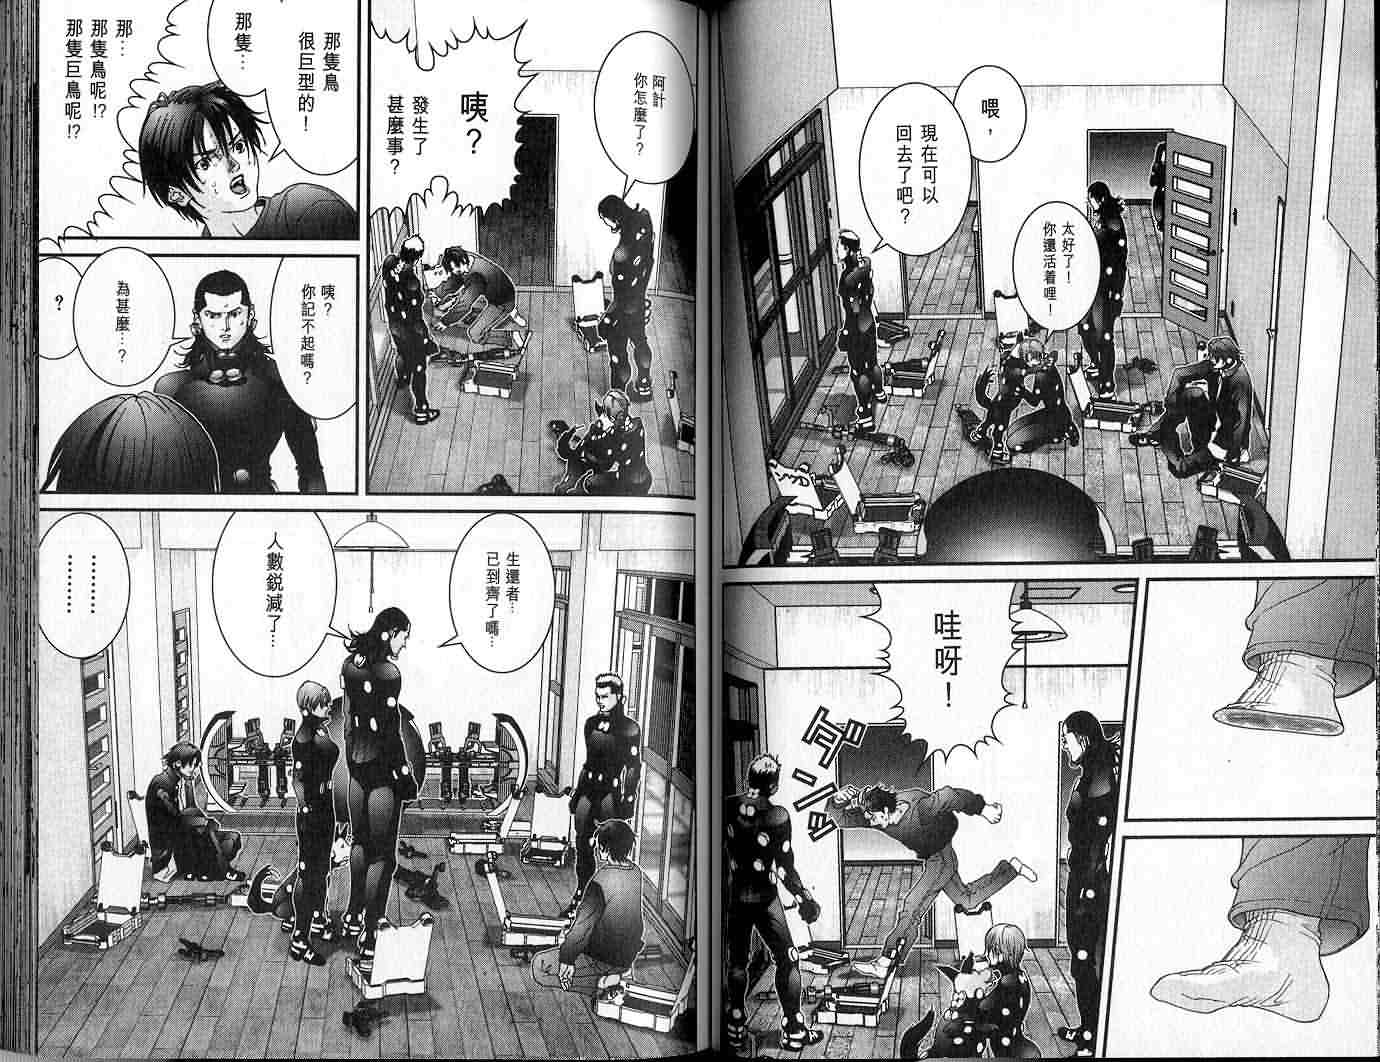 喂，
現在可以
回去了吧？
太好了！
你還活着哩！
哇呀！
ゴンッ
阿計
你怎麼了？
咦？
發生了
甚麼事？
那隻鳥
很巨型的！
那隻…
那…
那隻鳥呢!?
那隻巨鳥呢!?
咦？
你記不起嗎？
為甚麼…？
？
生還者…
已到齊了嗎…
人數銳減了…
………
………